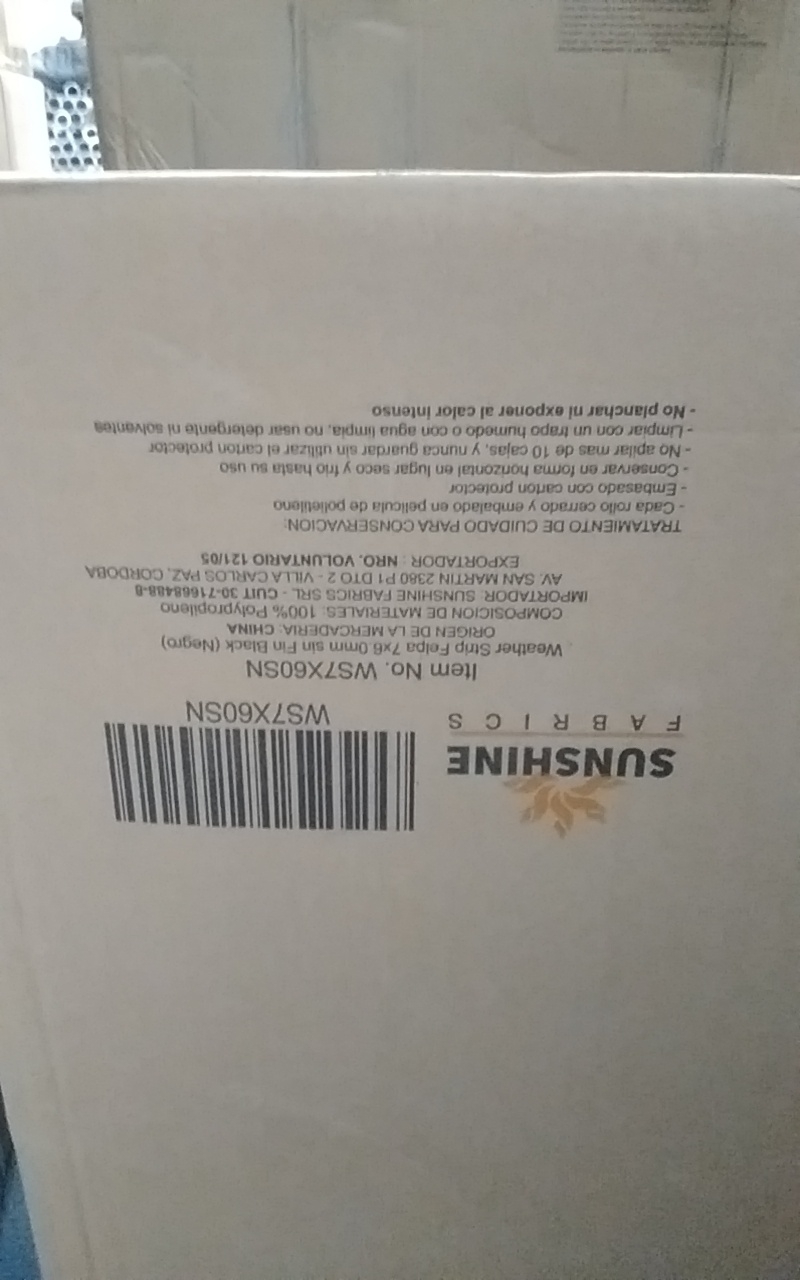 SUNSHINE
FABRICS
WS7X60SN
Item No. WS7X60SN
Weather Strip Felpa 7x6.0mm sin Fin Black (Negro)
ORIGEN DE LA MERCADERIA: CHINA
COMPOSICION DE MATERIALES: 100% Polypropileno
IMPORTADOR: SUNSHINE FABRICS SRL - CUIT 30-71668488-8
AV. SAN MARTIN 2360 P1 DTO 2 - VILLA CARLOS PAZ, CORDOBA
EXPORTADOR: NRO. VOLUNTARIO 121/05
TRATAMIENTO DE CUIDADO PARA CONSERVACION:
- Cada rollo cerrado y embalado en pelicula de polietileno
- Embasado con carton protector
- Conservar en forma horizontal en lugar seco y frio hasta su uso
- No apilar mas de 10 cajas, y nunca guardar sin utilizar el carton protector
- Limpiar con un trapo humedo o con agua limpia, no usar detergente ni solventes
- No planchar ni exponer al calor intenso